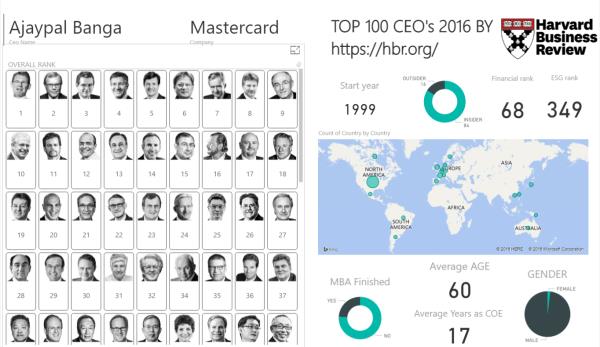 Ajaypal Banga
Ceo Name
Mastercard
Company
TOP 100 CEO's 2016 BY
https://hbr.org/
Harvard
Business
Review
OVERALL RANK
1 2 3 4 5 6 7 8 9
10 11 12 13 14 15 16 17 18
19 20 21 22 23 24 25 26 27
28 29 30 31 32 34 35 36 37
Start year
1999
OUTSIDER
16
INSIDER
84
Financial rank
68
ESG rank
349
Count of Country by Country
NORTH
AMERICA
EUROPE
ASIA
AFRICA
SOUTH
AMERICA
AUSTRALIA
bing
© 2016 HERE © 2016 Microsoft Corporation
MBA Finished
YES
NO
Average AGE
60
Average Years as COE
17
GENDER
FEMALE
MALE